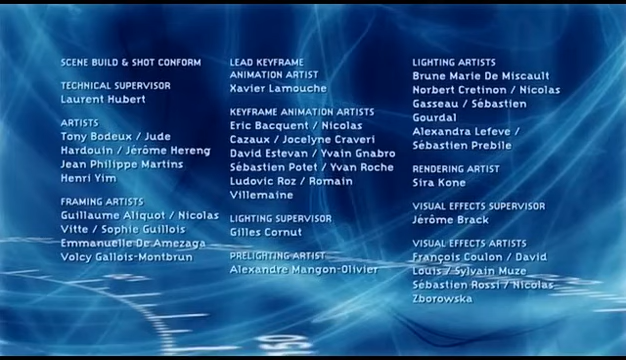 SCENE BUILD & SHOT CONFORM
TECHNICAL SUPERVISOR
Laurent Hubert
ARTISTS
Tony Bodeux / Jude
Hardouin / Jérôme Hereng
Jean Philippe Martins
Henri Yim
FRAMING ARTISTS
Guillaume Aliquot / Nicolas
Vitte / Sophie Guillois
Emmanuelle De Amezaga
Volcy Gallois-Montbrun
LEAD KEYFRAME
ANIMATION ARTIST
Xavier Lamouche
KEYFRAME ANIMATION ARTISTS
Eric Bacquent / Nicolas
Cazaux / Jocelyne Craveri
David Estevan / Yvain Gnabro
Sébastien Potet / Yvan Roche
Ludovic Roz / Romain
Villemaine
LIGHTING SUPERVISOR
Gilles Cornut
PRELIGHTING ARTIST
Alexandre Mangon-Olivier
LIGHTING ARTISTS
Brune Marie De Miscault
Norbert Cretinon / Nicolas
Gasseau / Sébastien
Gourdal
Alexandra Lefeve /
Sébastien Prebile
RENDERING ARTIST
Sira Kone
VISUAL EFFECTS SUPERVISOR
Jérôme Brack
VISUAL EFFECTS ARTISTS
François Coulon / David
Louis / Sylvain Muze
Sébastien Rossi / Nicolas
Zborowska